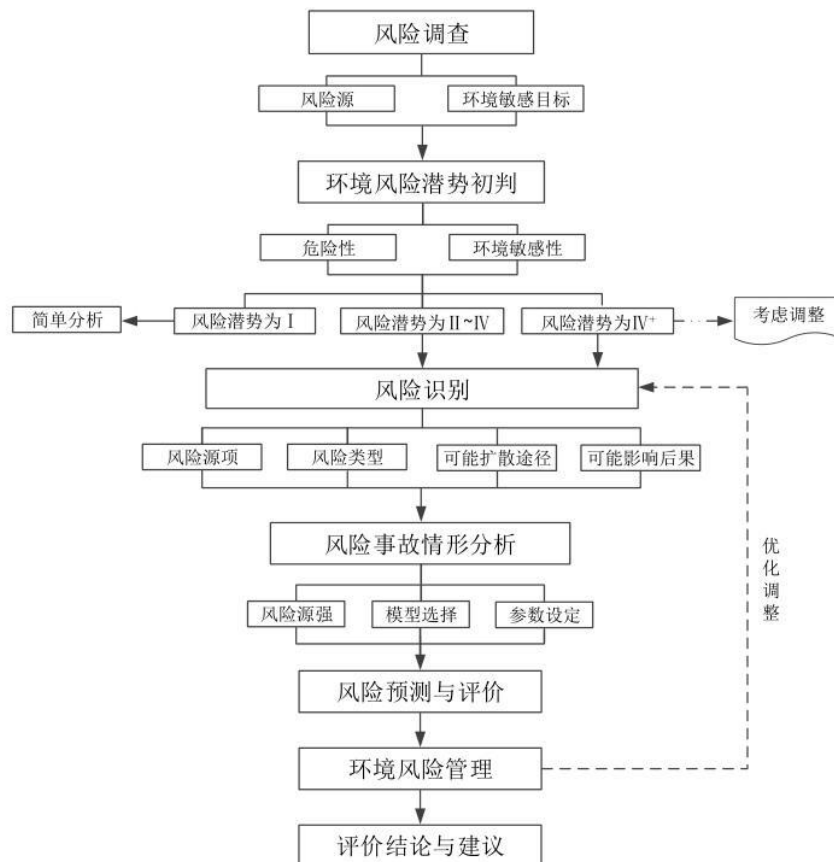 风险调查
风险源
环境敏感目标
环境风险潜势初判
危险性
环境敏感性
简单分析
风险潜势为Ⅰ
风险潜势为Ⅱ~Ⅳ
风险潜势为Ⅳ⁺
考虑调整
风险识别
风险源项
风险类型
可能扩散途径
可能影响后果
风险事故情形分析
优化调整
风险源强
模型选择
参数设定
风险预测与评价
环境风险管理
评价结论与建议